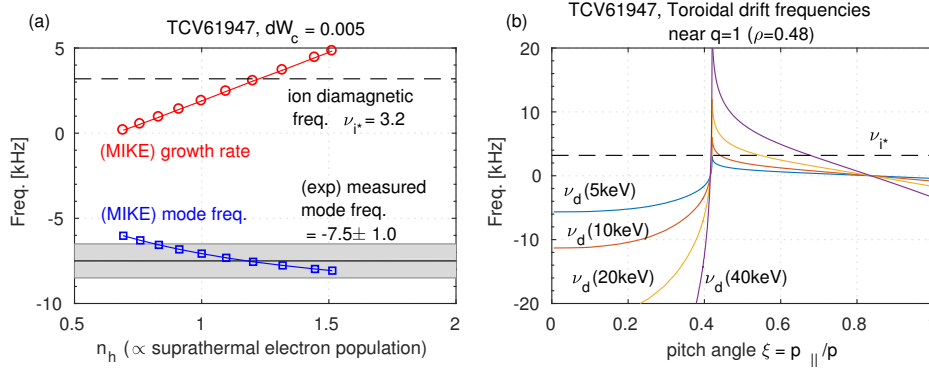 (a)
TCV61947, dW_c = 0.005
5
0
-5
-10
Freq. [kHz]
ion diamagnetic
freq. ν_i* = 3.2
(MIKE) growth rate
(exp) measured
mode freq.
= -7.5± 1.0
(MIKE) mode freq.
0.5
1
1.5
2
n_h (∝ suprathermal electron population)
(b)
TCV61947, Toroidal drift frequencies
near q=1 (ρ=0.48)
20
10
0
-10
-20
Freq. [kHz]
ν_i*
ν_d(5keV)
ν_d(10keV)
ν_d(20keV)
ν_d(40keV)
0
0.2
0.4
0.6
0.8
pitch angle ξ = p_||/p